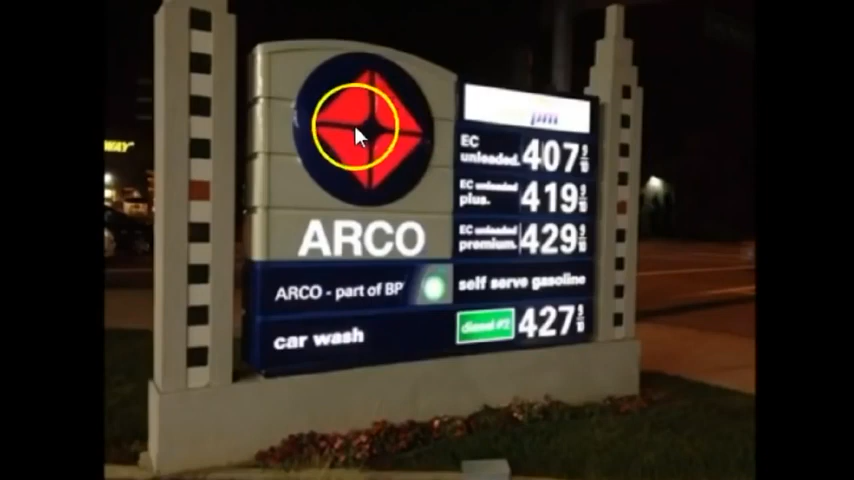 pm
EC
unleaded. 407 9/10
EC unleaded
plus. 419 9/10
EC unleaded
premium. 429 9/10
ARCO
ARCO - part of BP
self serve gasoline
car wash
diesel #2 427 9/10